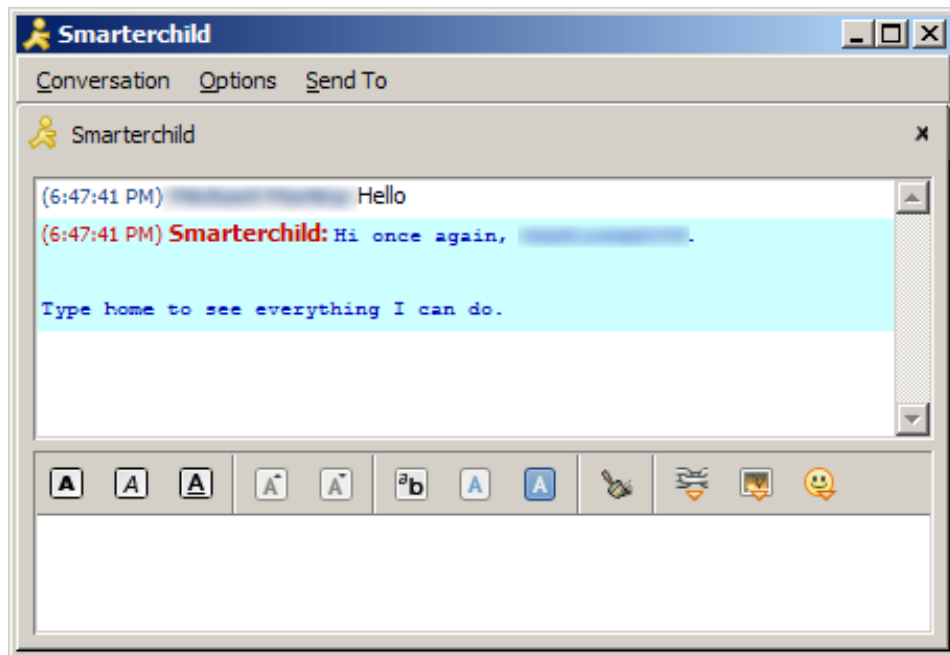 Smarterchild
Conversation Options Send To
Smarterchild
(6:47:41 PM) Hello
(6:47:41 PM) Smarterchild: Hi once again, .
Type home to see everything I can do.
A A A A A ab A A